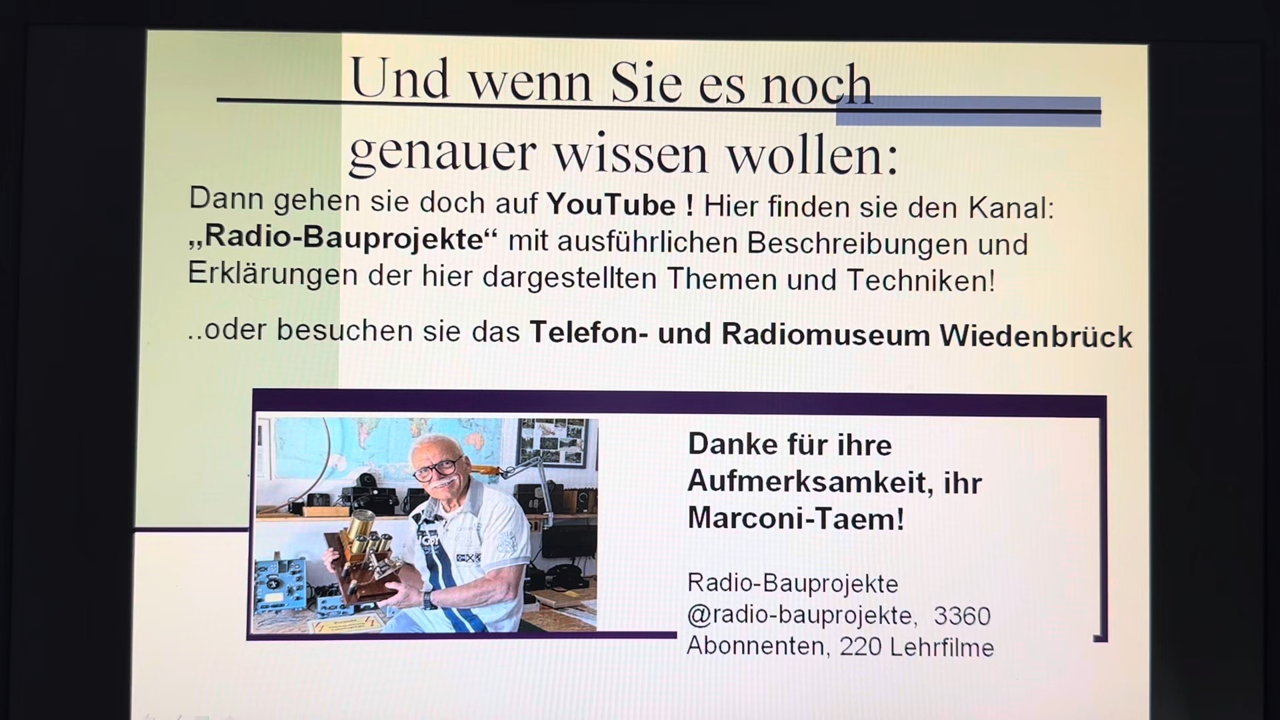 Und wenn Sie es noch
genauer wissen wollen:
Dann gehen sie doch auf YouTube ! Hier finden sie den Kanal:
„Radio-Bauprojekte“ mit ausführlichen Beschreibungen und
Erklärungen der hier dargestellten Themen und Techniken!
..oder besuchen sie das Telefon- und Radiomuseum Wiedenbrück
Danke für ihre
Aufmerksamkeit, ihr
Marconi-Taem!
Radio-Bauprojekte
@radio-bauprojekte, 3360
Abonnenten, 220 Lehrfilme